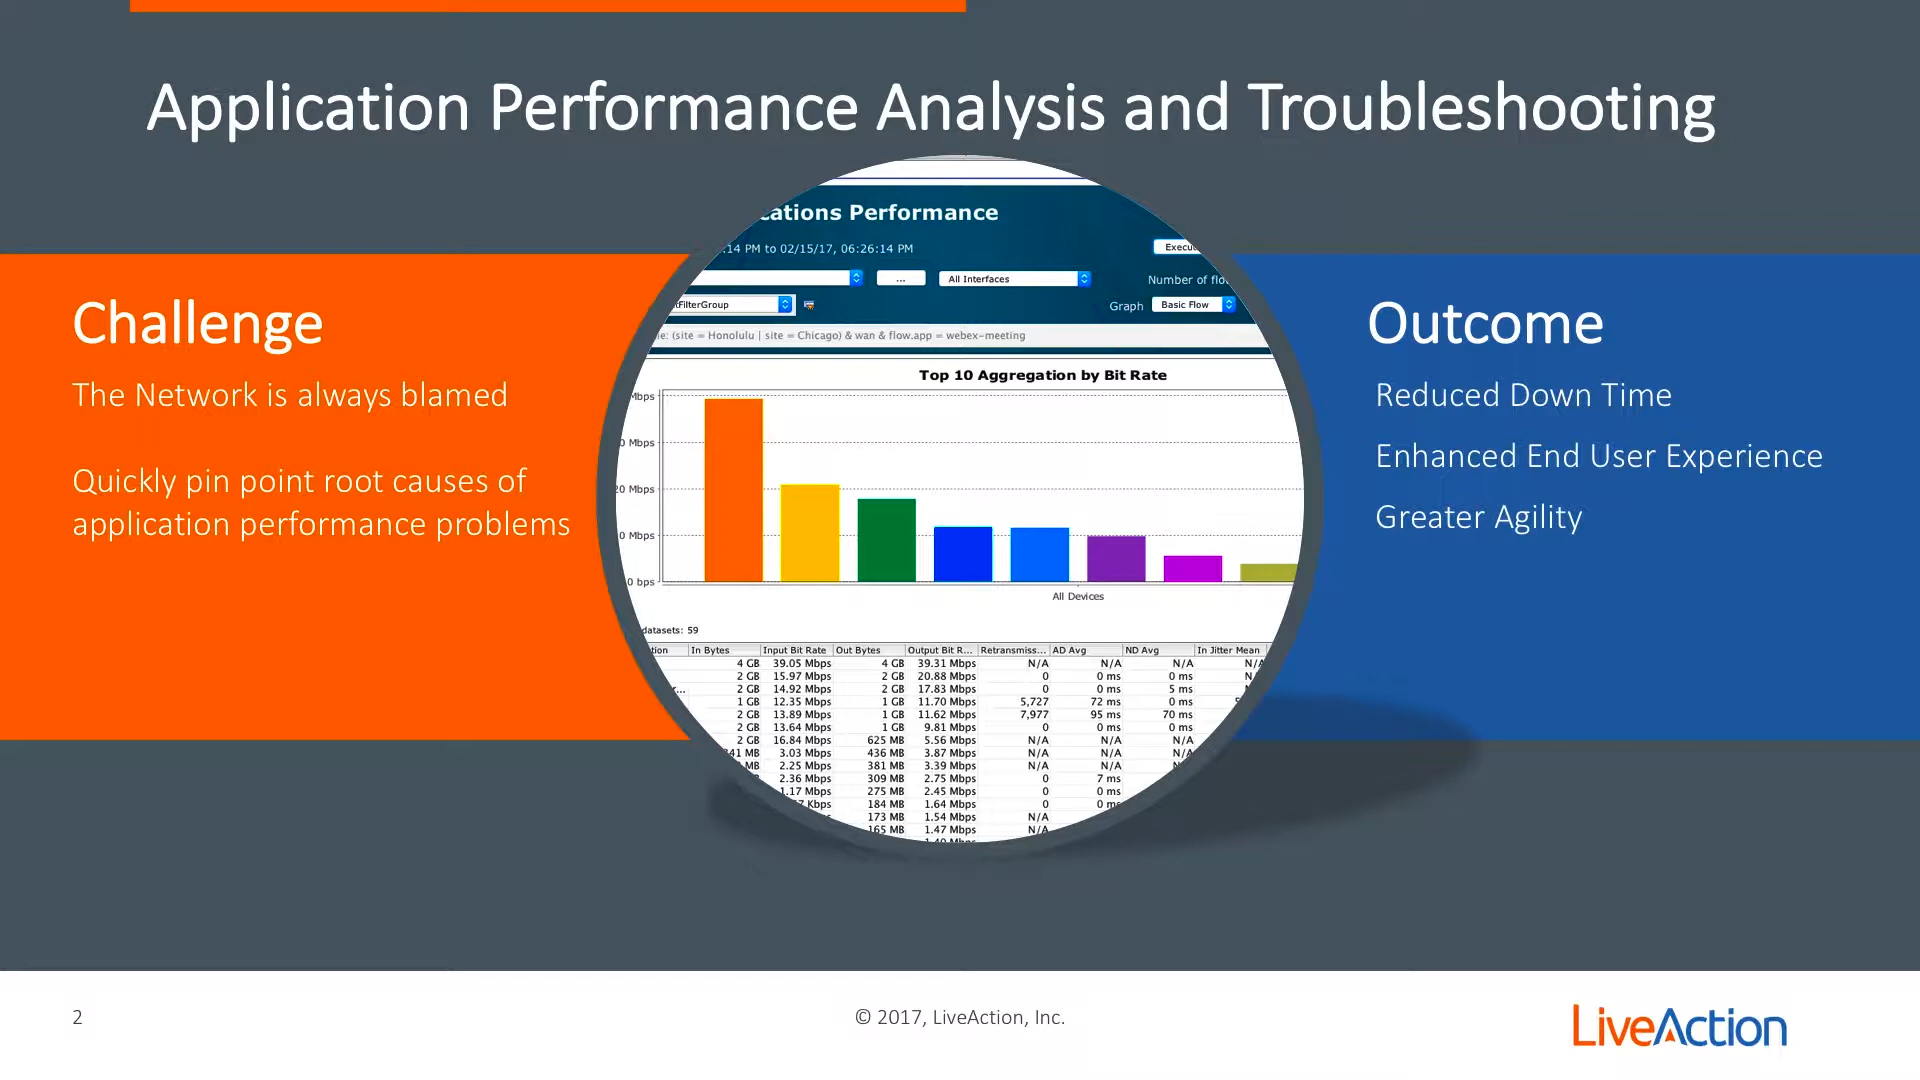 Application Performance Analysis and Troubleshooting
Challenge
The Network is always blamed
Quickly pin point root causes of
application performance problems
cations Performance
:14 PM to 02/15/17, 06:26:14 PM
... All Interfaces
Number of
FilterGroup
Graph Basic Flow
(site = Honolulu | site = Chicago) & wan & flow.app = webex-meeting
Top 10 Aggregation by Bit Rate
Mbps
0 Mbps
20 Mbps
0 Mbps
0 bps
All Devices
datasets: 59
tion In Bytes Input Bit Rate Out Bytes Output Bit R... Retransmiss... AD Avg ND Avg In Jitter Mean
4 GB 39.05 Mbps 4 GB 39.31 Mbps N/A N/A N/A N/A
2 GB 15.97 Mbps 2 GB 20.88 Mbps 0 0 ms 0 ms
2 GB 14.92 Mbps 2 GB 17.83 Mbps 0 0 ms 5 ms
1 GB 12.35 Mbps 1 GB 11.70 Mbps 5,727 72 ms 0 ms
2 GB 13.89 Mbps 2 GB 11.62 Mbps 7,977 95 ms 70 ms
2 GB 13.64 Mbps 1 GB 9.81 Mbps 0 0 ms 0 ms
2 GB 16.84 Mbps 625 MB 5.56 Mbps N/A N/A N/A
41 MB 3.03 Mbps 436 MB 3.87 Mbps N/A N/A N/A
MB 2.25 Mbps 381 MB 3.39 Mbps N/A N/A
2.36 Mbps 309 MB 2.75 Mbps 0 7 ms
1.17 Mbps 275 MB 2.45 Mbps 0 0 ms
Kbps 184 MB 1.64 Mbps 0 0 ms
173 MB 1.54 Mbps N/A
165 MB 1.47 Mbps N/A
Outcome
Reduced Down Time
Enhanced End User Experience
Greater Agility
2
© 2017, LiveAction, Inc.
LiveAction